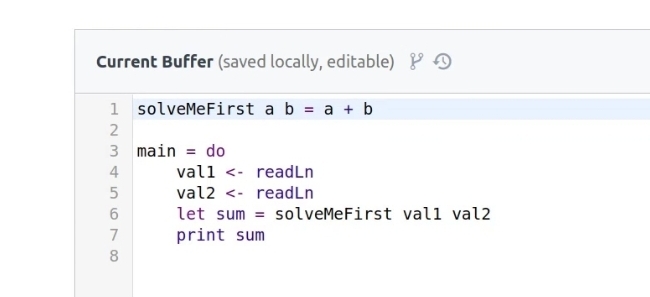 Current Buffer (saved locally, editable)
1 solveMeFirst a b = a + b
2
3 main = do
4     val1 <- readLn
5     val2 <- readLn
6     let sum = solveMeFirst val1 val2
7     print sum
8